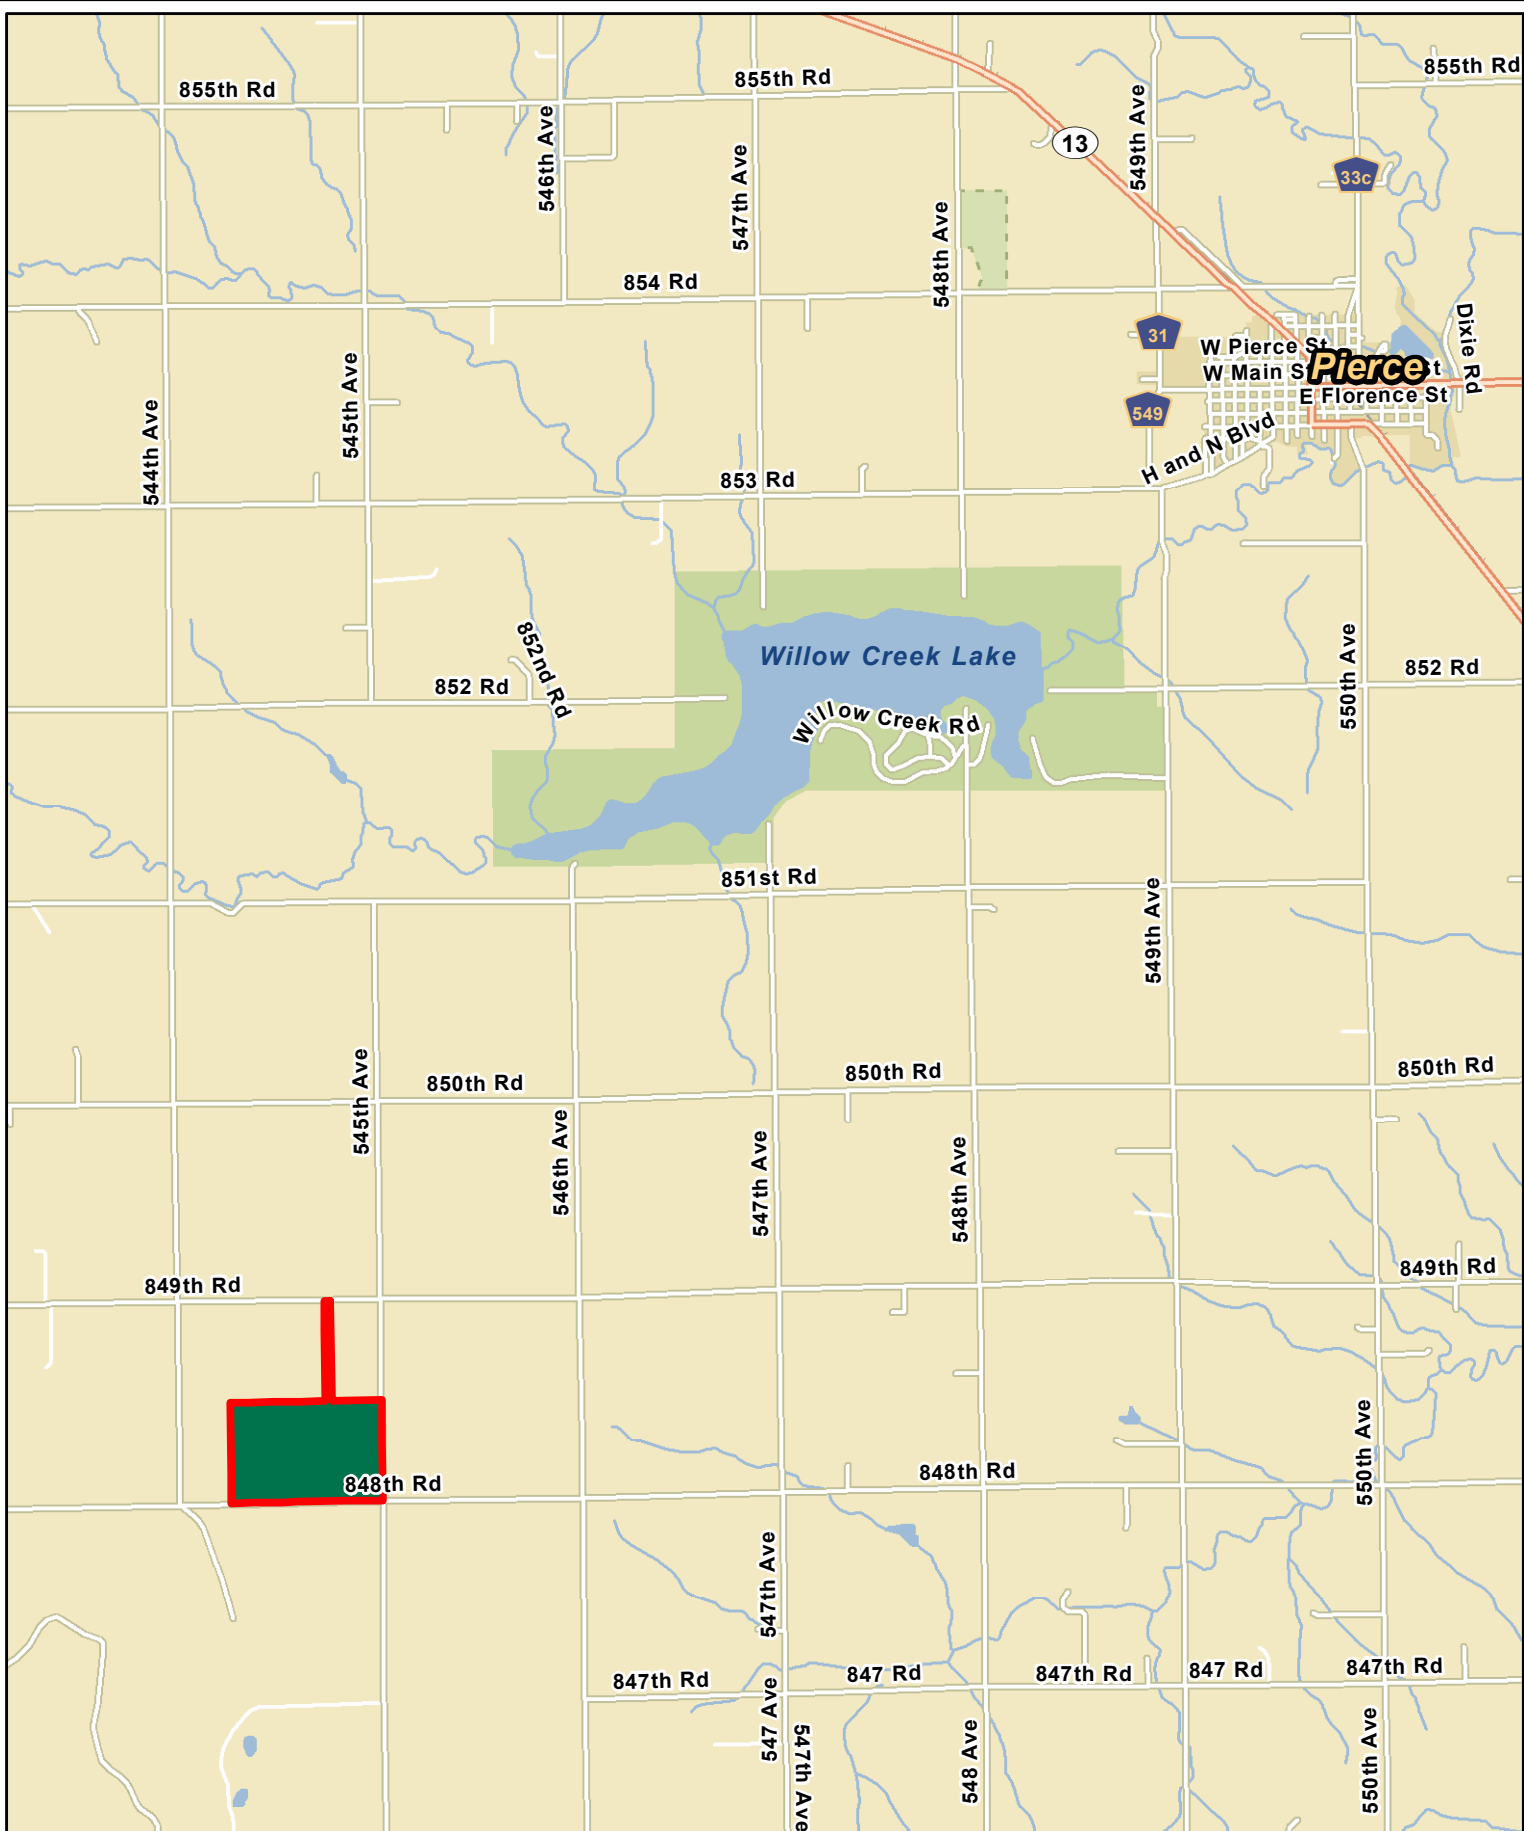 855th Rd
855th Rd
855th Rd
546th Ave
547th Ave
549th Ave
13
33c
548th Ave
854 Rd
31
W Pierce St
W Main St
Pierce
St
E Florence St
Dixie Rd
549
H and N Blvd
544th Ave
545th Ave
853 Rd
852nd Rd
852 Rd
Willow Creek Lake
Willow Creek Rd
550th Ave
852 Rd
851st Rd
549th Ave
545th Ave
850th Rd
850th Rd
850th Rd
546th Ave
547th Ave
548th Ave
849th Rd
849th Rd
848th Rd
848th Rd
550th Ave
547th Ave
847th Rd
847 Rd
847th Rd
847 Rd
847th Rd
547 Ave
547th Ave
548 Ave
550th Ave